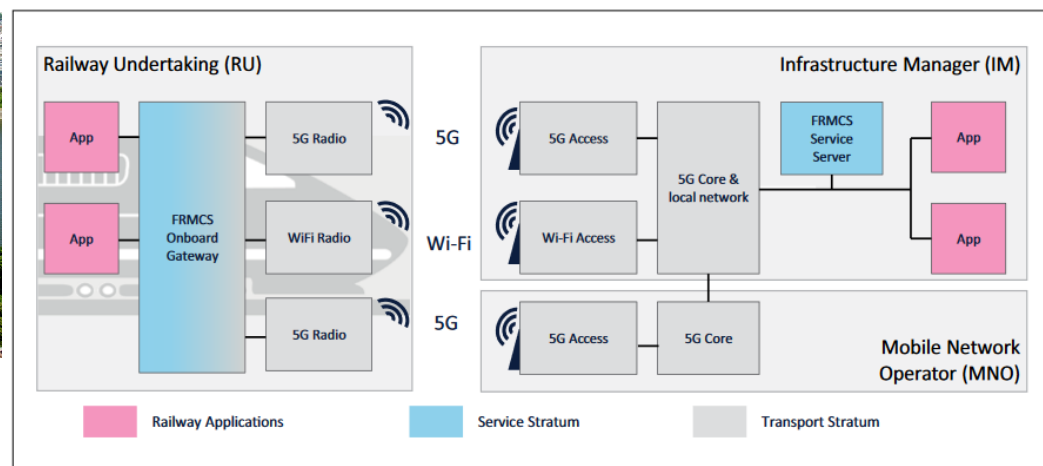 Railway Undertaking (RU)
App
App
FRMCS
Onboard
Gateway
5G Radio
WiFi Radio
5G Radio
5G
Wi-Fi
5G
Infrastructure Manager (IM)
5G Access
Wi-Fi Access
5G Core &
local network
FRMCS
Service
Server
App
App
5G Access
5G Core
Mobile Network
Operator (MNO)
Railway Applications
Service Stratum
Transport Stratum